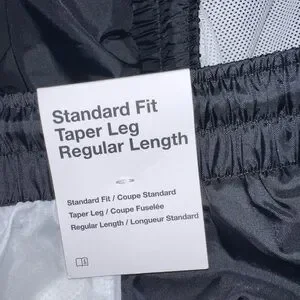 Standard Fit
Taper Leg
Regular Length
Standard Fit / Coupe Standard
Taper Leg / Coupe Fuselée
Regular Length / Longueur Standard